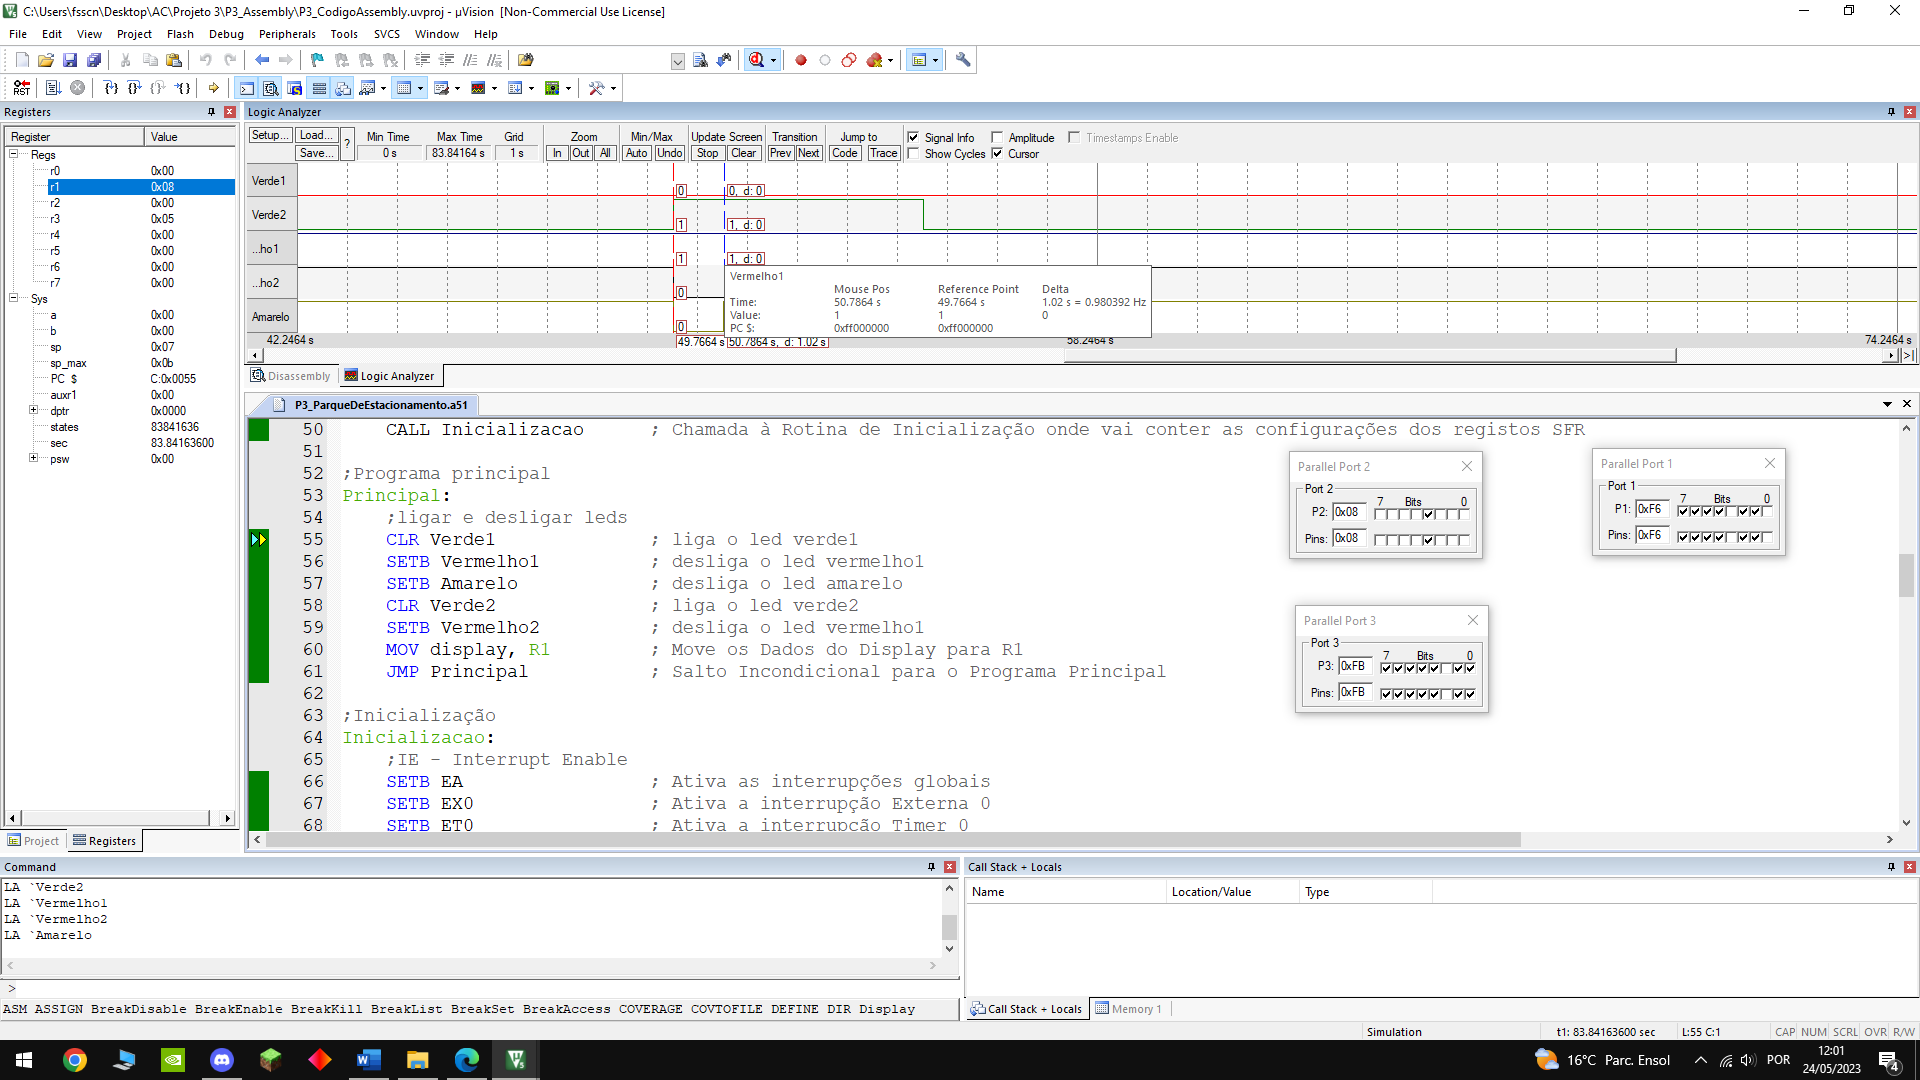 C:\Users\fsscn\Desktop\AC\Projeto 3\P3_Assembly\P3_CodigoAssembly.uvproj - µVision  [Non-Commercial Use License]
File Edit View Project Flash Debug Peripherals Tools SVCS Window Help
RST
Registers
Register Value
Regs
r0 0x00
r1 0x08
r2 0x00
r3 0x05
r4 0x00
r5 0x00
r6 0x00
r7 0x00
Sys
a 0x00
b 0x00
sp 0x07
sp_max 0x0b
PC $ C:0x0055
auxr1 0x00
dptr 0x0000
states 83841636
sec 83.84163600
psw 0x00
Project Registers
Logic Analyzer
Setup... Load... ? Min Time Max Time Grid Zoom Min/Max Update Screen Transition Jump to Signal Info Amplitude Timestamps Enable
Save... 0 s 83.84164 s 1 s In Out All Auto Undo Stop Clear Prev Next Code Trace Show Cycles Cursor
Verde1 0 0, d: 0
Verde2 1 1, d: 0
...ho1 1 1, d: 0
...ho2 0
Amarelo 0
Vermelho1
Mouse Pos Reference Point Delta
Time: 50.7864 s 49.7664 s 1.02 s = 0.980392 Hz
Value: 1 1 0
PC $: 0xff000000 0xff000000
42.2464 s 49.7664 s 50.7864 s, d: 1.02 s 58.2464 s 74.2464 s
Disassembly Logic Analyzer
P3_ParqueDeEstacionamento.a51
50 CALL Inicializacao ; Chamada à Rotina de Inicialização onde vai conter as configurações dos registos SFR
51
52 ;Programa principal
53 Principal:
54 ;ligar e desligar leds
55 CLR Verde1 ; liga o led verde1
56 SETB Vermelho1 ; desliga o led vermelho1
57 SETB Amarelo ; desliga o led amarelo
58 CLR Verde2 ; liga o led verde2
59 SETB Vermelho2 ; desliga o led vermelho1
60 MOV display, R1 ; Move os Dados do Display para R1
61 JMP Principal ; Salto Incondicional para o Programa Principal
62
63 ;Inicialização
64 Inicializacao:
65 ;IE - Interrupt Enable
66 SETB EA ; Ativa as interrupções globais
67 SETB EX0 ; Ativa a interrupção Externa 0
68 SETB ET0 ; Ativa a interrupção Timer 0
Parallel Port 2
Port 2
7 Bits 0
P2: 0x08
Pins: 0x08
Parallel Port 1
Port 1
7 Bits 0
P1: 0xF6
Pins: 0xF6
Parallel Port 3
Port 3
7 Bits 0
P3: 0xFB
Pins: 0xFB
Command
LA `Verde2
LA `Vermelho1
LA `Vermelho2
LA `Amarelo
>
ASM ASSIGN BreakDisable BreakEnable BreakKill BreakList BreakSet BreakAccess COVERAGE COVTOFILE DEFINE DIR Display
Call Stack + Locals
Name Location/Value Type
Call Stack + Locals Memory 1
Simulation t1: 83.84163600 sec L:55 C:1 CAP NUM SCRL OVR R/W
16°C Parc. Ensol POR 12:01
24/05/2023
4